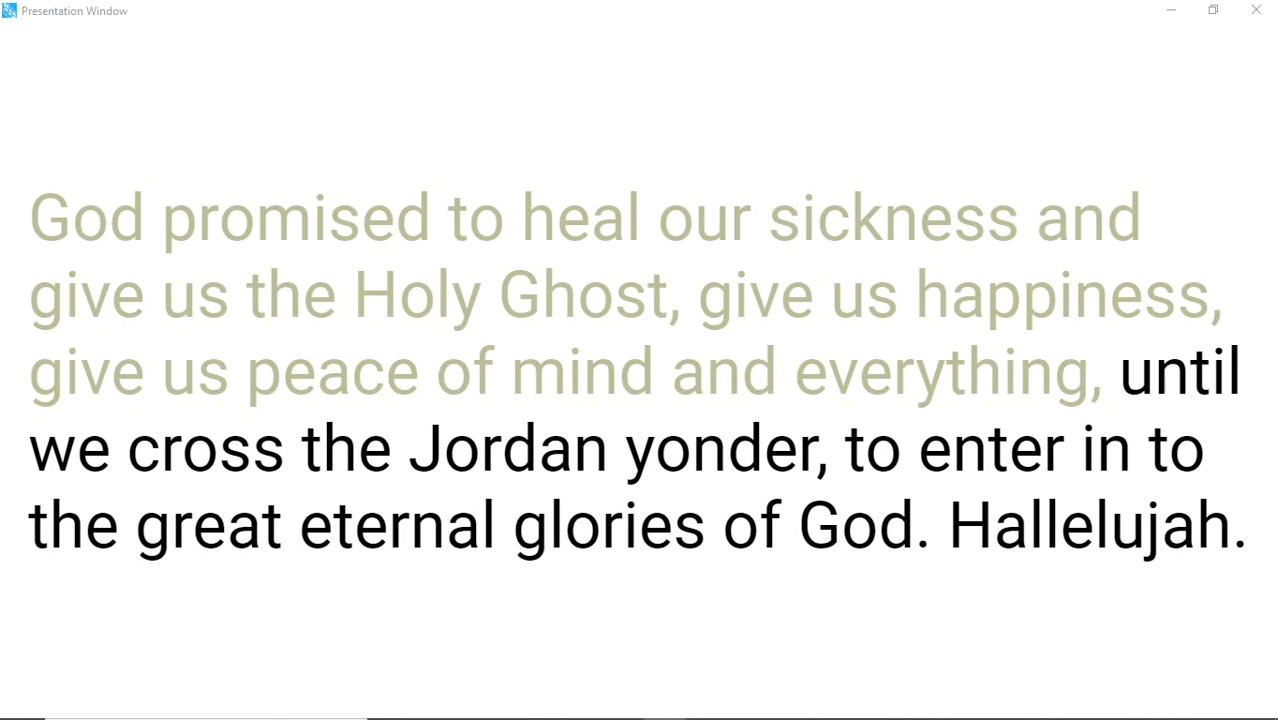 Presentation Window
God promised to heal our sickness and
give us the Holy Ghost, give us happiness,
give us peace of mind and everything, until
we cross the Jordan yonder, to enter in to
the great eternal glories of God. Hallelujah.